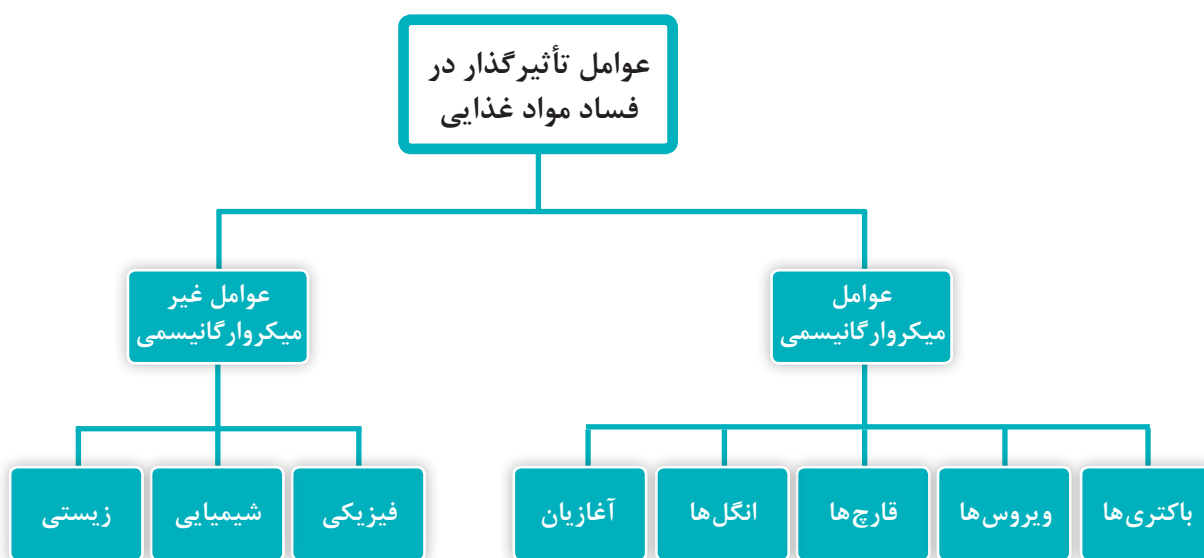 عوامل تأثیرگذار در
فساد مواد غذایی
عوامل
میکروارگانیسمی
عوامل غیر
میکروارگانیسمی
باکتری‌ها
ویروس‌ها
قارچ‌ها
انگل‌ها
آغازیان
فیزیکی
شیمیایی
زیستی